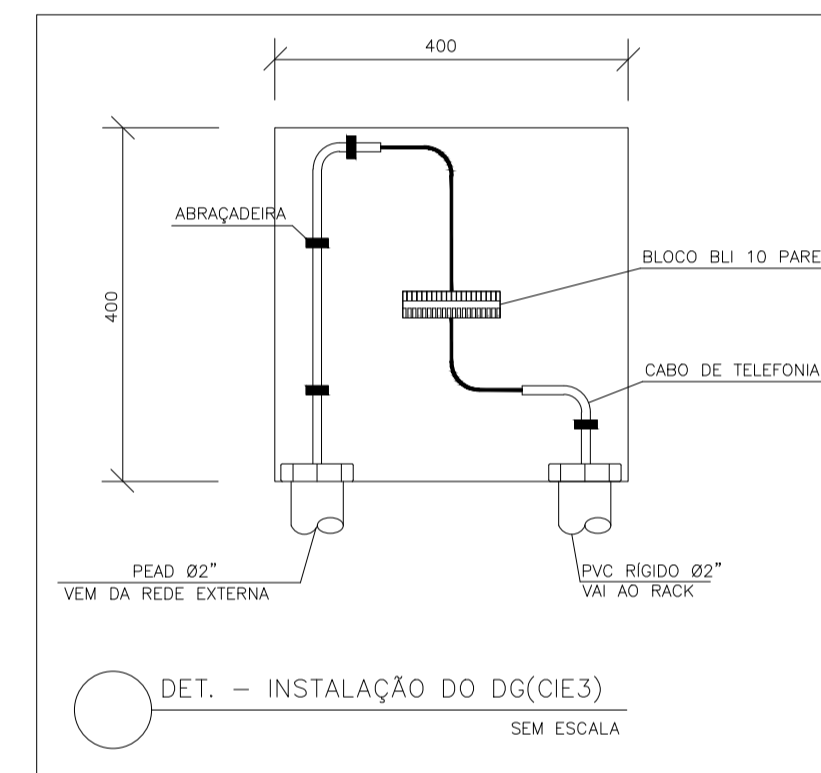 400
400
ABRAÇADEIRA
BLOCO BLI 10 PARE
CABO DE TELEFONIA
PEAD Ø2”
VEM DA REDE EXTERNA
PVC RÍGIDO Ø2”
VAI AO RACK
DET. – INSTALAÇÃO DO DG(CIE3)
SEM ESCALA